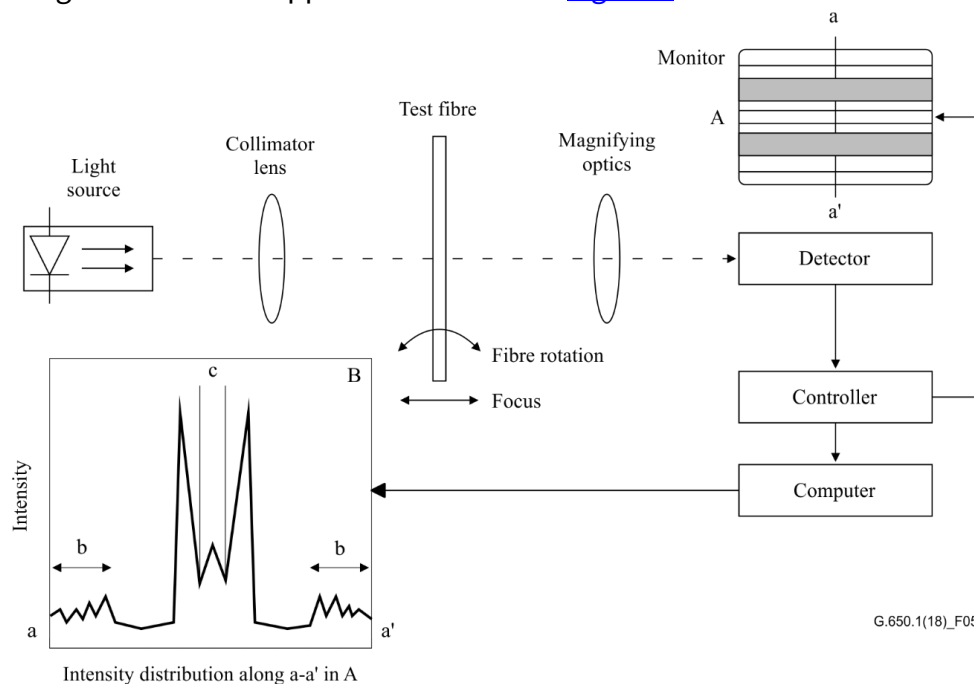 a
Monitor
A
a'
Test fibre
Collimator
lens
Magnifying
optics
Light
source
Detector
Fibre rotation
Focus
Controller
Computer
c
B
Intensity
b
b
a
a'
Intensity distribution along a-a' in A
G.650.1(18)_F05